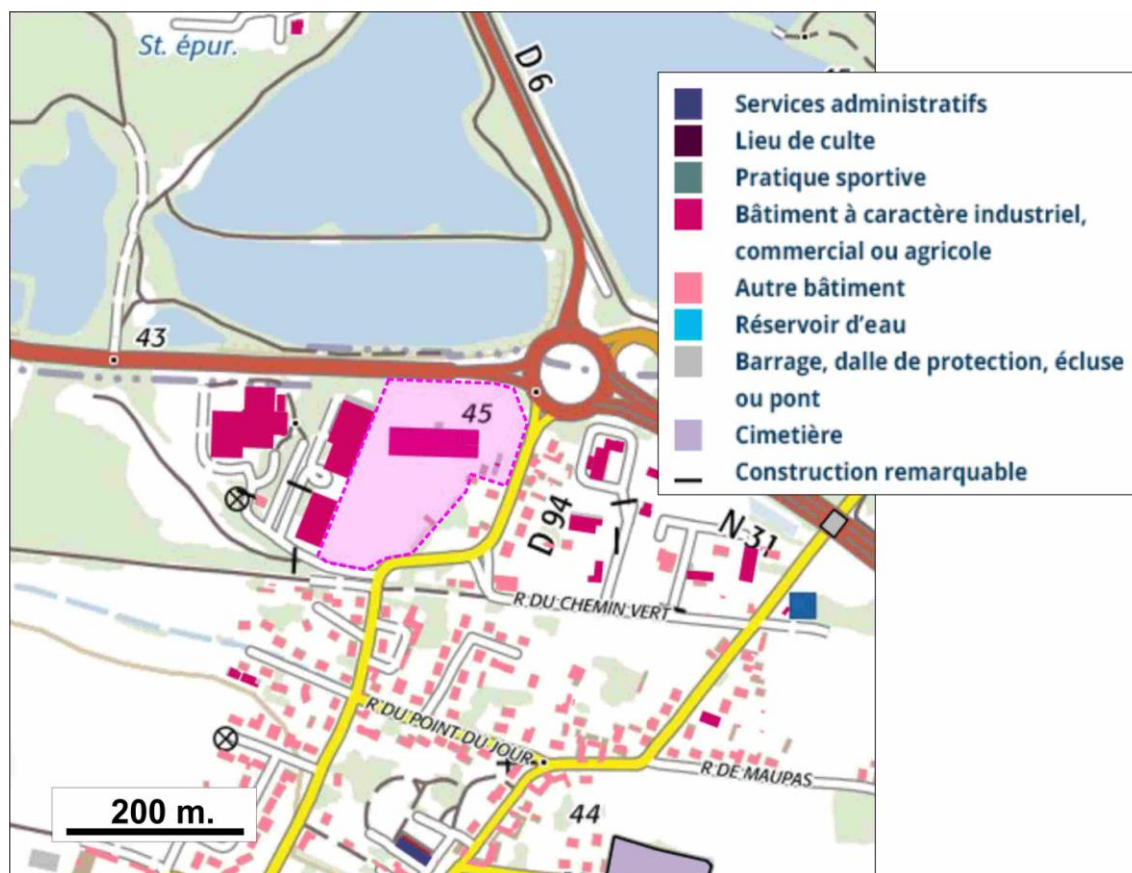 St. épur.
D 6
Services administratifs
Lieu de culte
Pratique sportive
Bâtiment à caractère industriel,
commercial ou agricole
Autre bâtiment
Réservoir d'eau
Barrage, dalle de protection, écluse
ou pont
Cimetière
Construction remarquable
43
45
D 94
N 31
R DU CHEMIN VERT
R DU POINT DU JOUR
R DE MAUPAS
200 m.
44